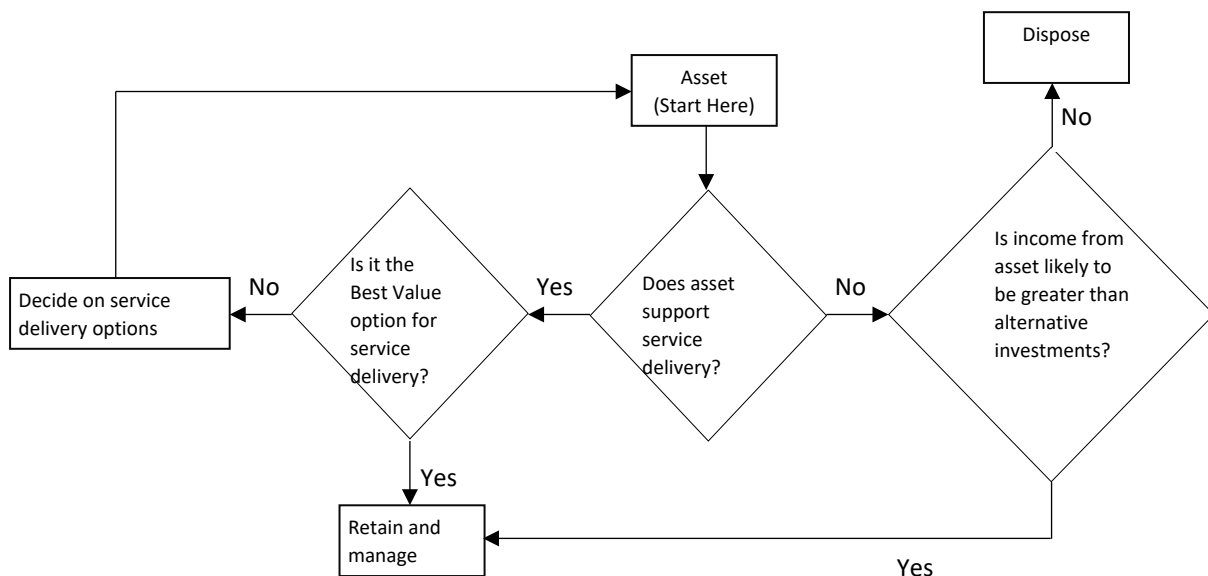 Dispose
Asset
(Start Here)
No
Is it the
Best Value
option for
service
delivery?
Does asset
support
service
delivery?
Is income from
asset likely to
be greater than
alternative
investments?
No
Yes
No
Decide on service
delivery options
Yes
Retain and
manage
Yes